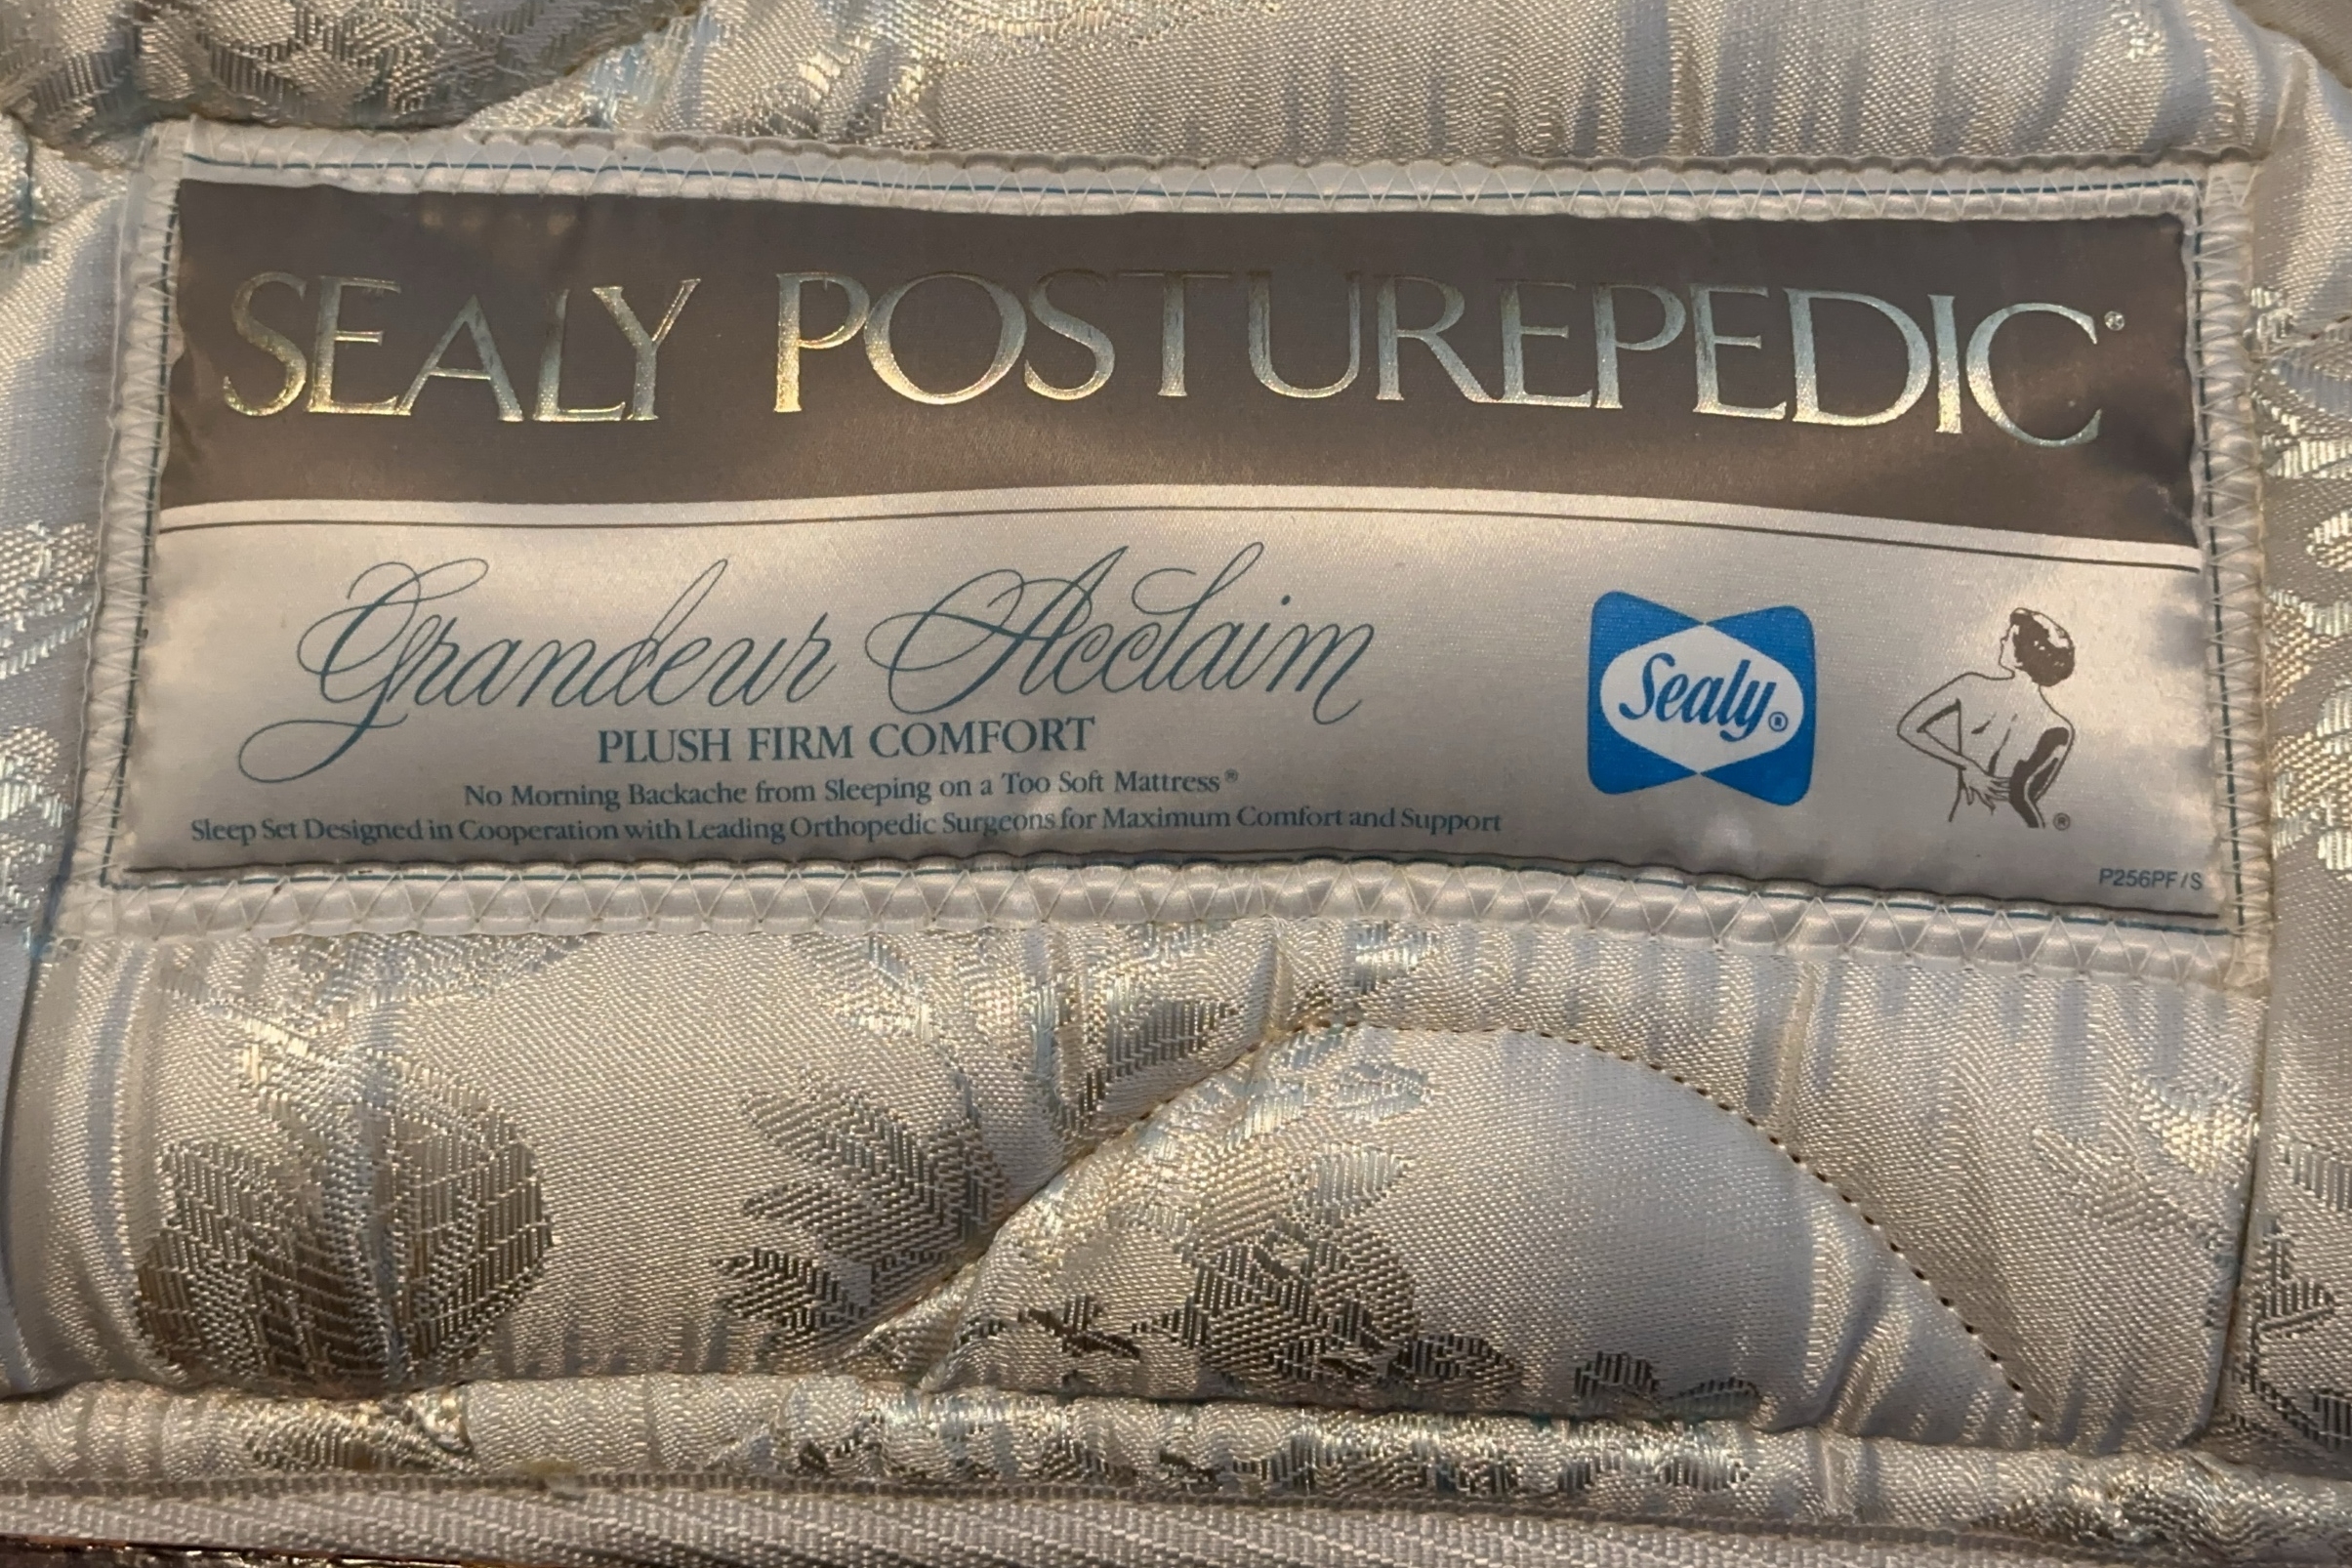 SEALY POSTUREPEDIC®
Grandeur Acclaim
PLUSH FIRM COMFORT
No Morning Backache from Sleeping on a Too Soft Mattress®
Sleep Set Designed in Cooperation with Leading Orthopedic Surgeons for Maximum Comfort and Support
Sealy®
®
P256PF/S